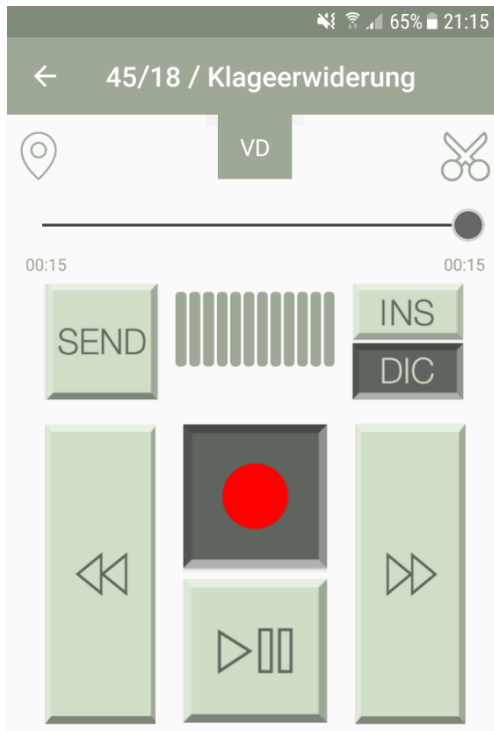 65% 21:15
45/18 / Klageerwiderung
VD
00:15 00:15
SEND
INS
DIC